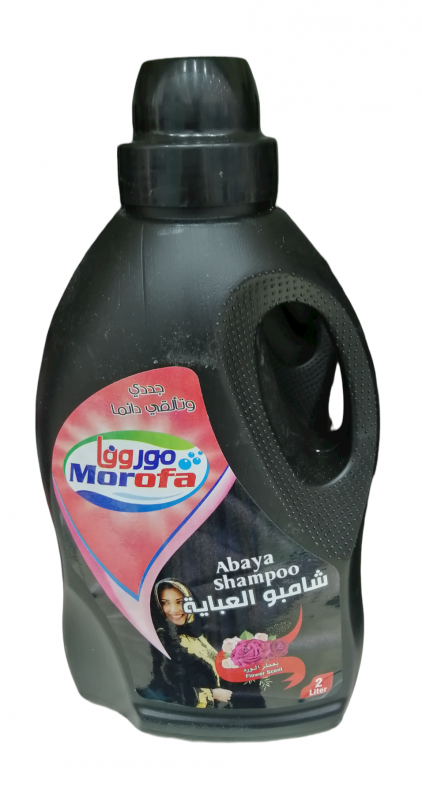 جددي
وتألقي دائما
موروفا
Morofa
Abaya
shampoo
شامبو العباية
بعطر الورد
Flower Scent
2
Liter